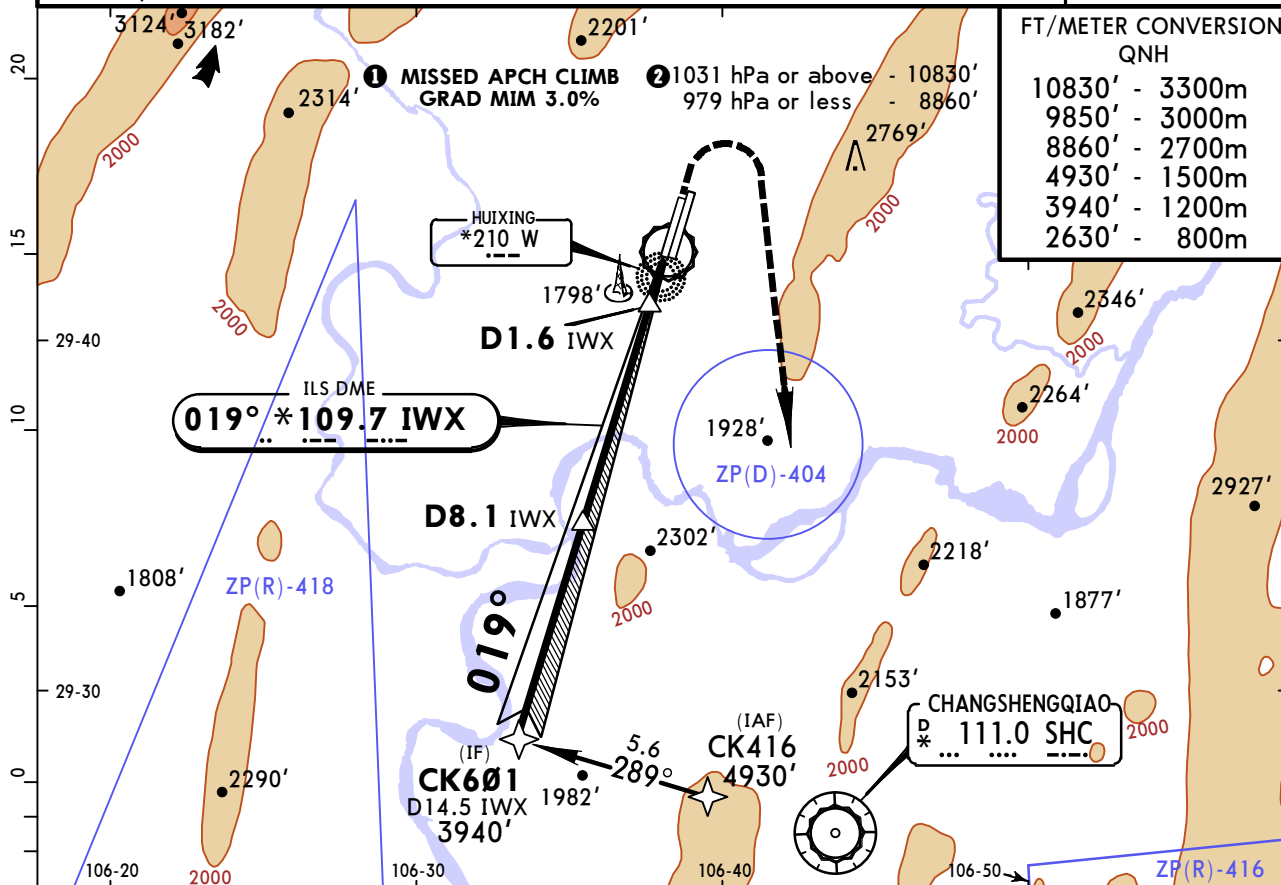 3124'
3182'
2201'
❶ MISSED APCH CLIMB
GRAD MIM 3.0%
❷ 1031 hPa or above - 10830'
979 hPa or less - 8860'
FT/METER CONVERSION
QNH
10830' - 3300m
9850' - 3000m
8860' - 2700m
4930' - 1500m
3940' - 1200m
2630' - 800m
20
2314'
2769'
2000
2000
HUIXING
*210 W
15
1798'
2000
2346'
29-40
D1.6 IWX
2000
ILS DME
019° *109.7 IWX
2264'
10
1928'
2000
ZP(D)-404
2927'
D8.1 IWX
2302'
2218'
1808'
ZP(R)-418
5
2000
1877'
019°
29-30
2153'
CHANGSHENGQIAO
D
* 111.0 SHC
2000
(IAF)
CK416
4930'
5.6
289°
(IF)
CK6Ø1
D14.5 IWX
3940'
0
2000
2290'
1982'
2000
106-20
106-30
106-40
106-50
ZP(R)-416